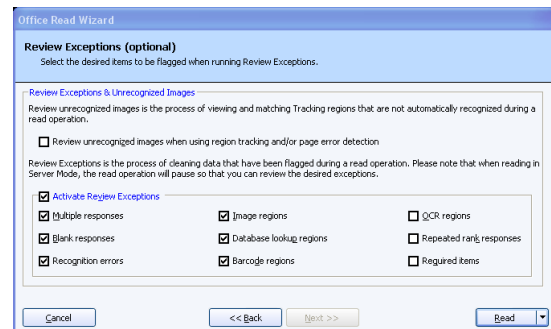 Office Read Wizard
Review Exceptions (optional)
Select the desired items to be flagged when running Review Exceptions.
Review Exceptions & Unrecognized Images
Review unrecognized images is the process of viewing and matching Tracking regions that are not automatically recognized during a
read operation.
Review unrecognized images when using region tracking and/or page error detection
Review Exceptions is the process of cleaning data that have been flagged during a read operation. Please note that when reading in
Server Mode, the read operation will pause so that you can review the desired exceptions.
Activate Review Exceptions
Multiple responses Image regions OCR regions
Blank responses Database lookup regions Repeated rank responses
Recognition errors Barcode regions Required items
Cancel << Back Next >> Read